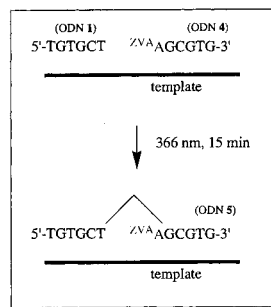 (ODN 1) (ODN 4)
5'-TGTGCT ZVAAGCGTG-3'
template
366 nm, 15 min
(ODN 5)
5'-TGTGCT ZVAAGCGTG-3'
template